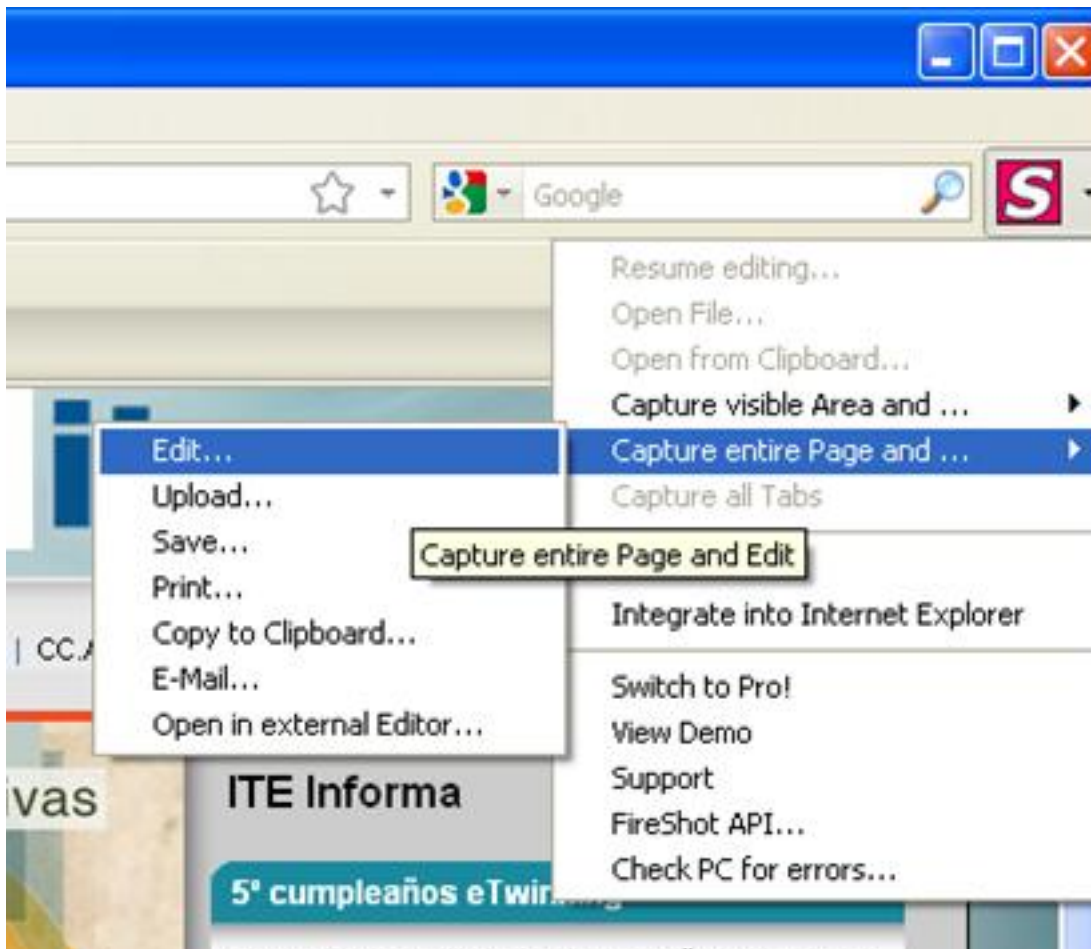 Google
S
Resume editing...
Open File...
Open from Clipboard...
Capture visible Area and ...
Capture entire Page and ...
Capture all Tabs
Integrate into Internet Explorer
Switch to Pro!
View Demo
Support
FireShot API...
Check PC for errors...
Edit...
Upload...
Save...
Print...
Copy to Clipboard...
E-Mail...
Open in external Editor...
Capture entire Page and Edit
| CC.A
ivas
ITE Informa
5º cumpleaños eTwinning